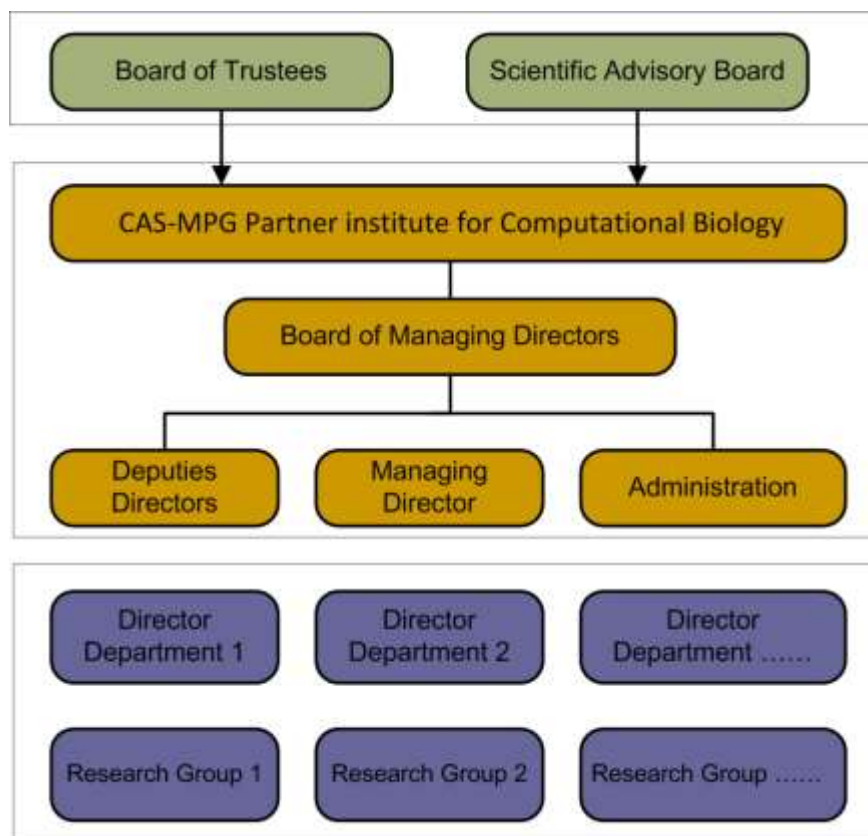 Board of Trustees
Scientific Advisory Board
CAS-MPG Partner institute for Computational Biology
Board of Managing Directors
Deputies
Directors
Managing
Director
Administration
Director
Department 1
Director
Department 2
Director
Department ......
Research Group 1
Research Group 2
Research Group ......